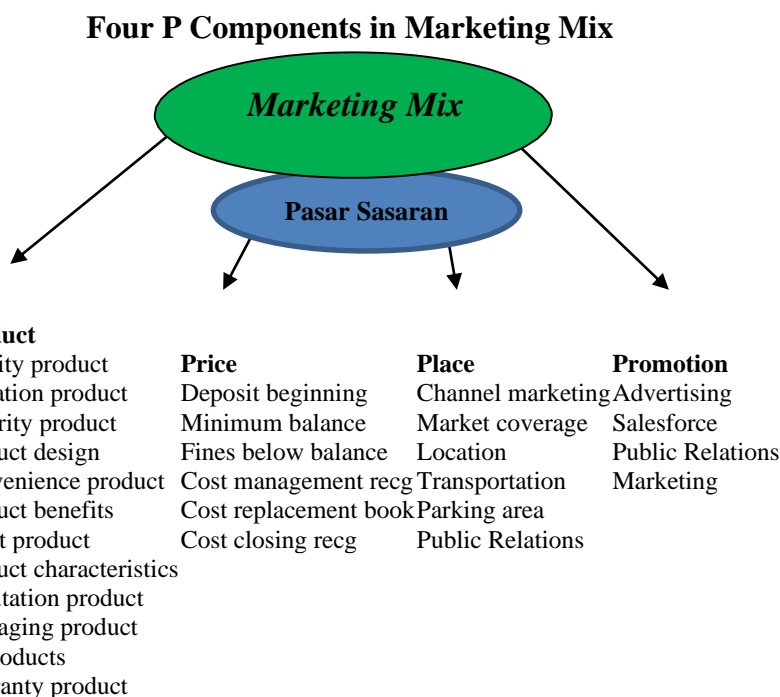 Four P Components in Marketing Mix
Marketing Mix
Pasar Sasaran
uct
ity product
ation product
rity product
uct design
venience product
uct benefits
t product
uct characteristics
tation product
aging product
oducts
ranty product
Price
Deposit beginning
Minimum balance
Fines below balance
Cost management recg
Cost replacement book
Cost closing recg
Place
Channel marketing
Market coverage
Location
Transportation
Parking area
Public Relations
Promotion
Advertising
Salesforce
Public Relations
Marketing